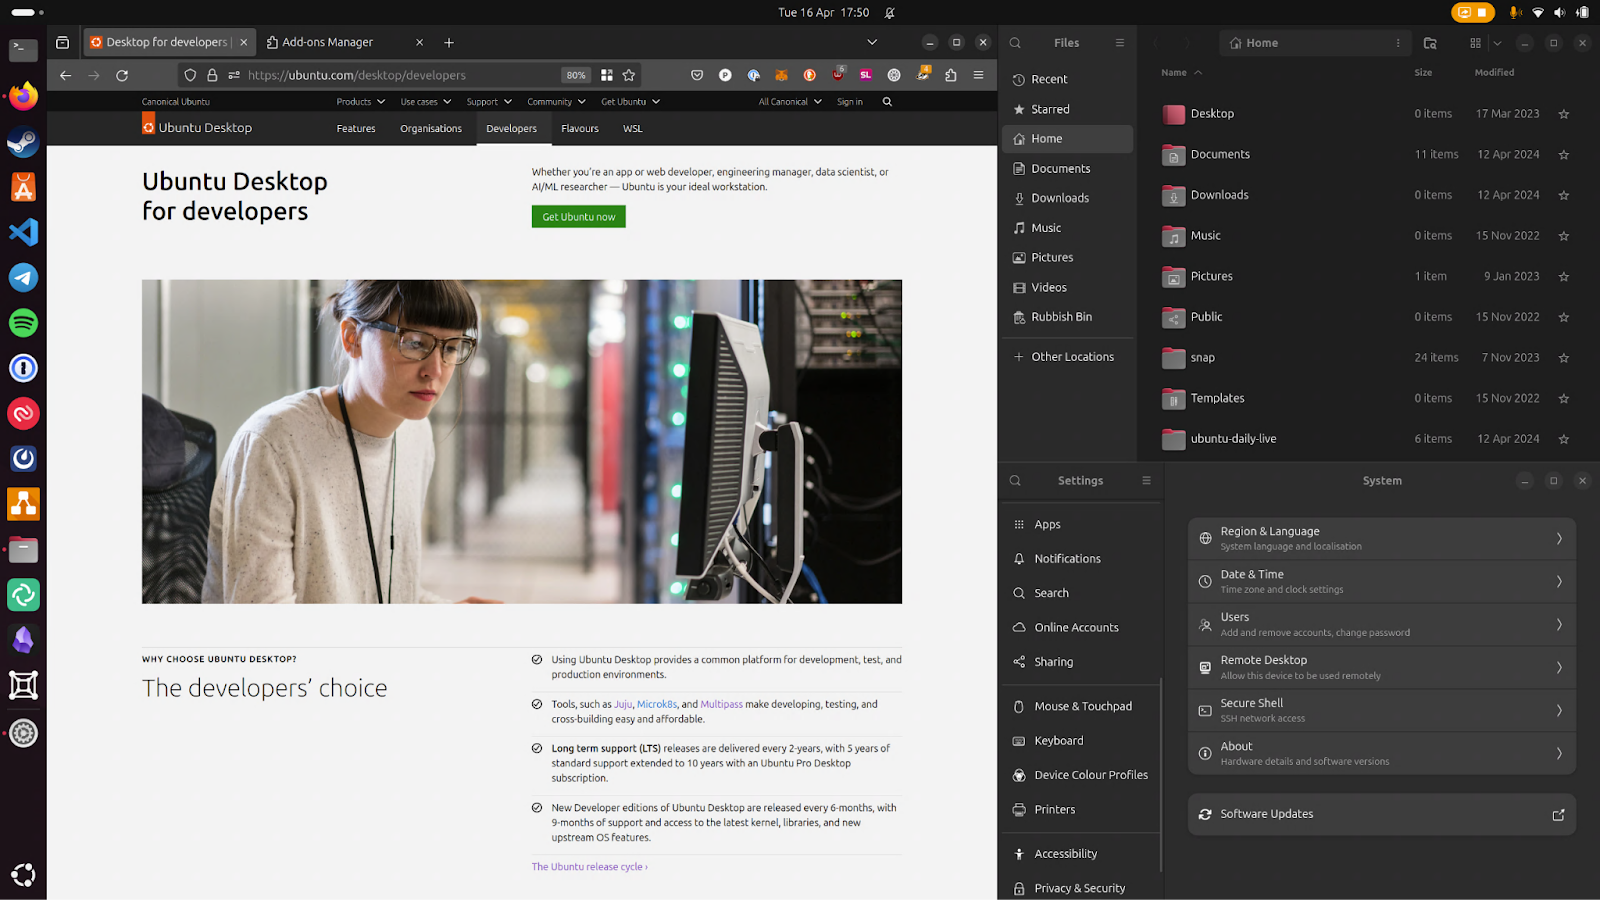 Tue 16 Apr 17:50
Desktop for developers |
Add-ons Manager
https://ubuntu.com/desktop/developers
80%
Canonical Ubuntu
Products
Use cases
Support
Community
Get Ubuntu
All Canonical
Sign in
Ubuntu Desktop
Features
Organisations
Developers
Flavours
WSL
Ubuntu Desktop
for developers
Whether you're an app or web developer, engineering manager, data scientist, or
AI/ML researcher — Ubuntu is your ideal workstation.
Get Ubuntu now
WHY CHOOSE UBUNTU DESKTOP?
The developers' choice
Using Ubuntu Desktop provides a common platform for development, test, and
production environments.
Tools, such as Juju, Microk8s, and Multipass make developing, testing, and
cross-building easy and affordable.
Long term support (LTS) releases are delivered every 2-years, with 5 years of
standard support extended to 10 years with an Ubuntu Pro Desktop
subscription.
New Developer editions of Ubuntu Desktop are released every 6-months, with
9-months of support and access to the latest kernel, libraries, and new
upstream OS features.
The Ubuntu release cycle ›
Files
Recent
Starred
Home
Documents
Downloads
Music
Pictures
Videos
Rubbish Bin
Other Locations
Home
Name Size Modified
Desktop 0 items 17 Mar 2023
Documents 11 items 12 Apr 2024
Downloads 0 items 12 Apr 2024
Music 0 items 15 Nov 2022
Pictures 1 item 9 Jan 2023
Public 0 items 15 Nov 2022
snap 24 items 7 Nov 2023
Templates 0 items 15 Nov 2022
ubuntu-daily-live 6 items 12 Apr 2024
Settings
Apps
Notifications
Search
Online Accounts
Sharing
Mouse & Touchpad
Keyboard
Device Colour Profiles
Printers
Accessibility
Privacy & Security
System
Region & Language
System language and localisation
Date & Time
Time zone and clock settings
Users
Add and remove accounts, change password
Remote Desktop
Allow this device to be used remotely
Secure Shell
SSH network access
About
Hardware details and software versions
Software Updates